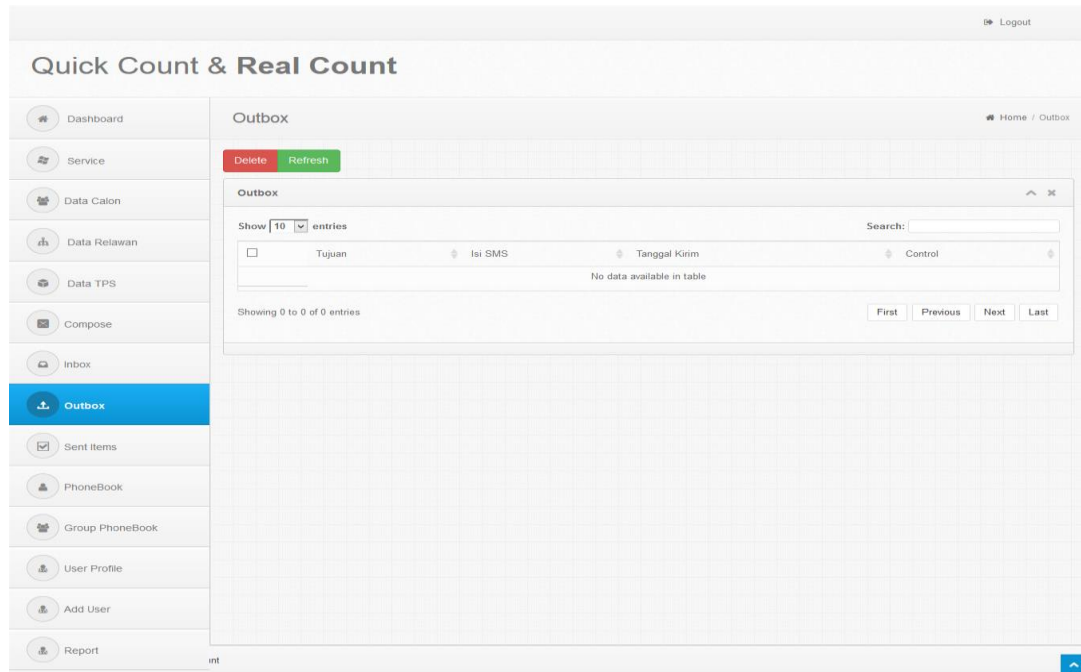 Logout
Quick Count & Real Count
Dashboard
Service
Data Calon
Data Relawan
Data TPS
Compose
Inbox
Outbox
Sent Items
PhoneBook
Group PhoneBook
User Profile
Add User
Report
Outbox
Home / Outbox
Delete Refresh
Outbox
Show 10 entries
Search:
Tujuan Isi SMS Tanggal Kirim Control
No data available in table
Showing 0 to 0 of 0 entries
First Previous Next Last